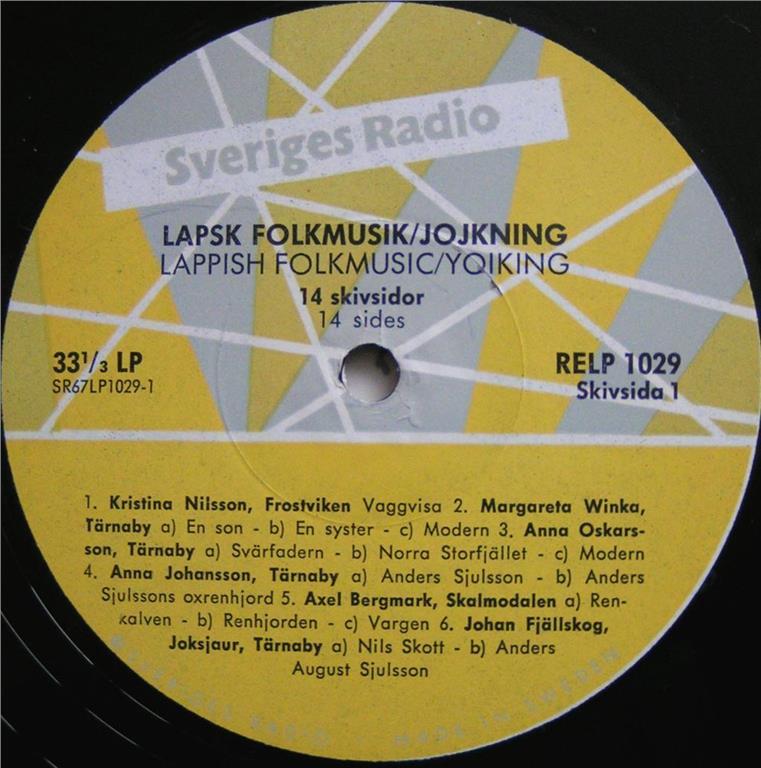 Sveriges Radio
LAPSK FOLKMUSIK/JOJKNING
LAPPISH FOLKMUSIC/YOIKING
14 skivsidor
14 sides
33⅓ LP
SR67LP1029-1
RELP 1029
Skivsida 1
1. Kristina Nilsson, Frostviken Vaggvisa 2. Margareta Winka,
Tärnaby a) En son - b) En syster - c) Modern 3. Anna Oskars-
son, Tärnaby a) Svärfadern - b) Norra Storfjället - c) Modern
4. Anna Johansson, Tärnaby a) Anders Sjulsson - b) Anders
Sjulssons oxrenhjord 5. Axel Bergmark, Skalmodalen a) Ren-
kalven - b) Renhjorden - c) Vargen 6. Johan Fjällskog,
Joksjaur, Tärnaby a) Nils Skott - b) Anders
August Sjulsson
SVERIGES RADIO - MADE IN SWEDEN